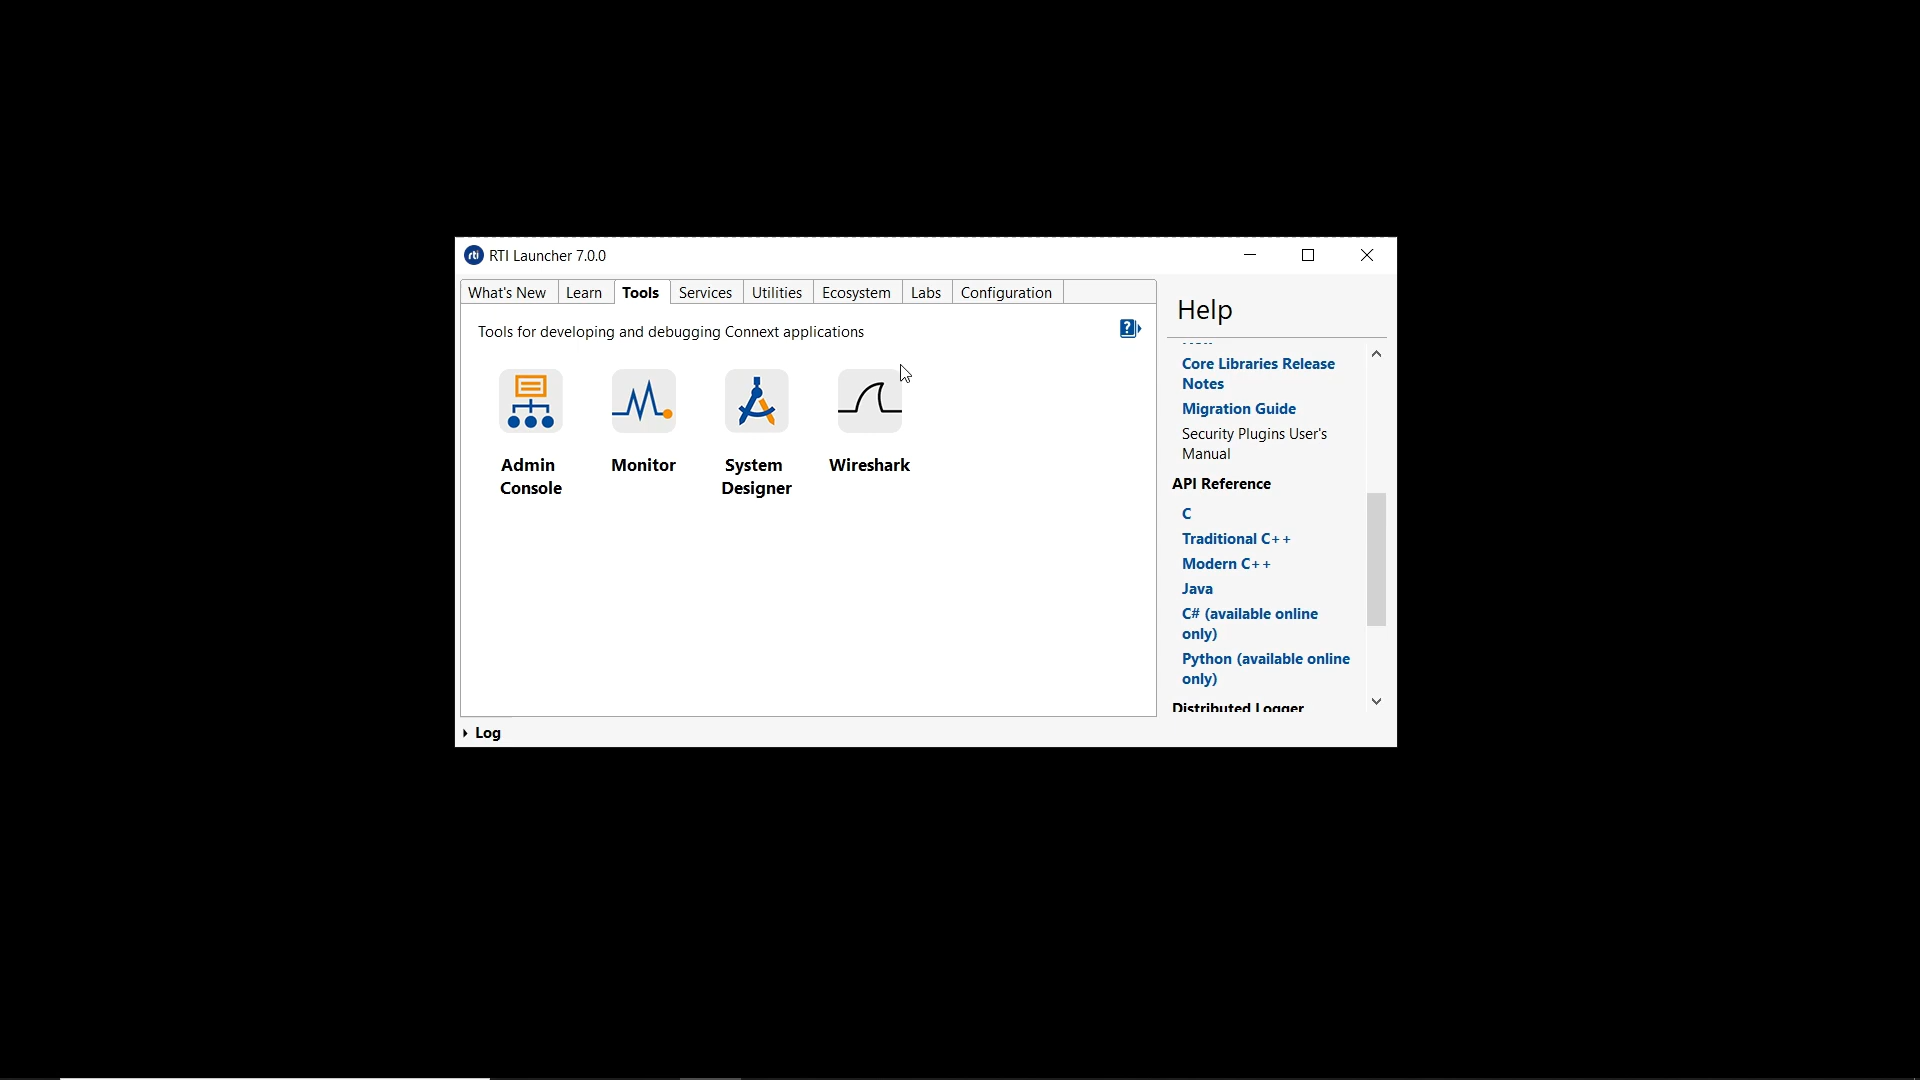 rti RTI Launcher 7.0.0
What's New Learn Tools Services Utilities Ecosystem Labs Configuration
Tools for developing and debugging Connext applications
?
Admin
Console
Monitor
System
Designer
Wireshark
Log
Help
Core Libraries Release
Notes
Migration Guide
Security Plugins User's
Manual
API Reference
C
Traditional C++
Modern C++
Java
C# (available online
only)
Python (available online
only)
Distributed Logger